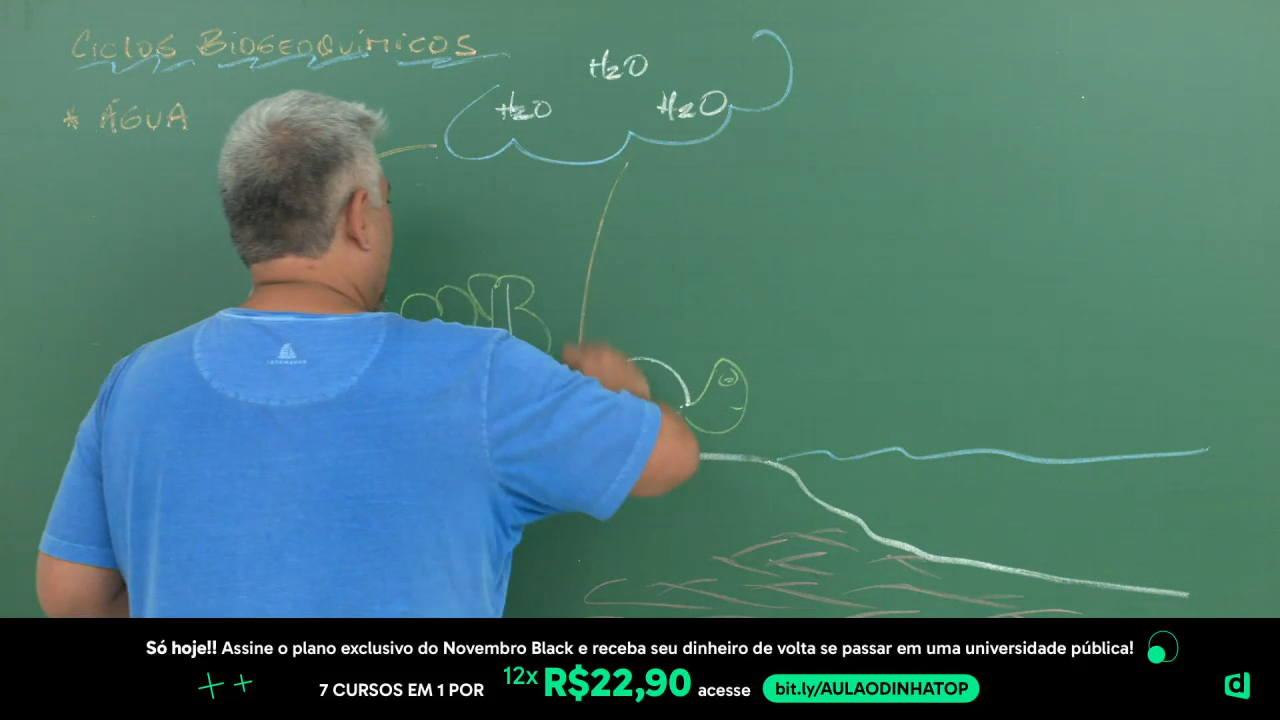 CICLOS BIOGEOQUÍMICOS
* ÁGUA
H2O
H2O
H2O
Só hoje!! Assine o plano exclusivo do Novembro Black e receba seu dinheiro de volta se passar em uma universidade pública!
7 CURSOS EM 1 POR 12x R$22,90 acesse bit.ly/AULAODINHATOP
d